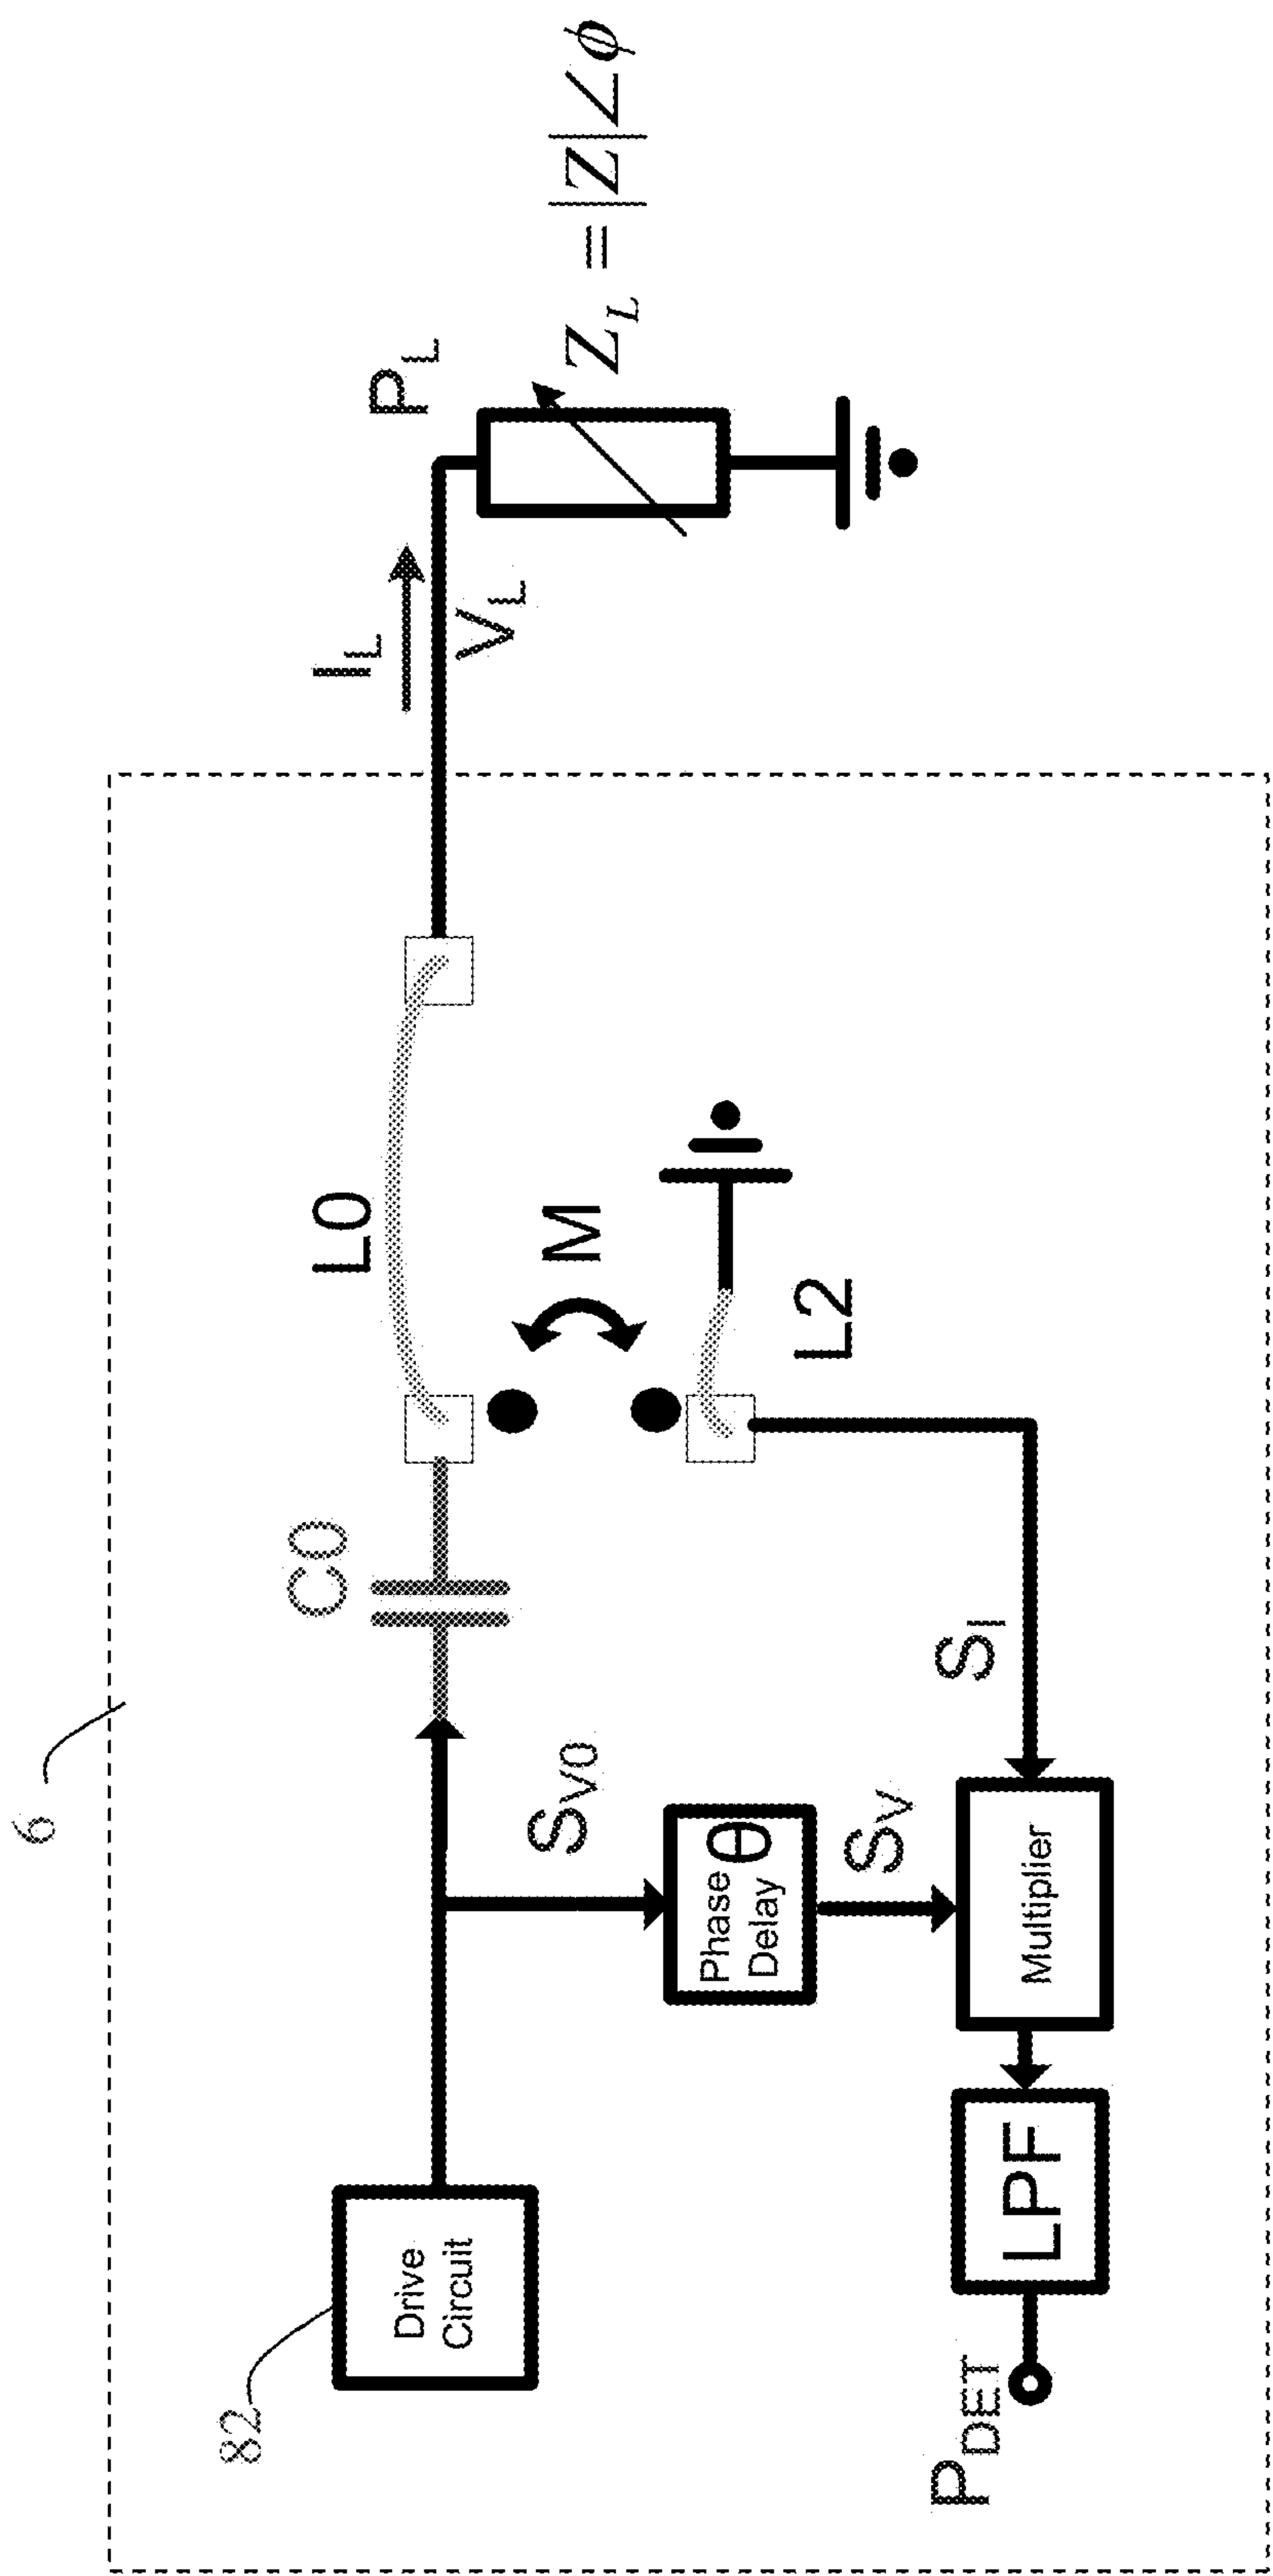 6
82
Drive
Circuit
C0
L0
I_L
V_L
P_L
Z_L = |Z|∠ϕ
S_V0
M
L2
Phase
Delay
θ
S_V
S_I
Multiplier
LPF
P_DET